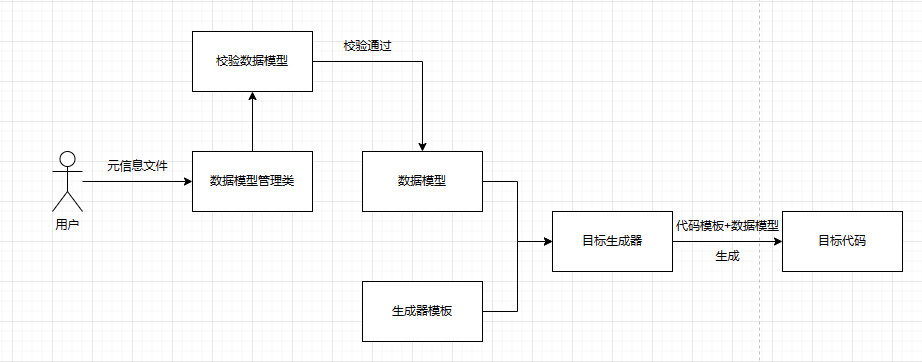 校验数据模型
校验通过
元信息文件
数据模型管理类
数据模型
用户
目标生成器
代码模板+数据模型
生成
目标代码
生成器模板